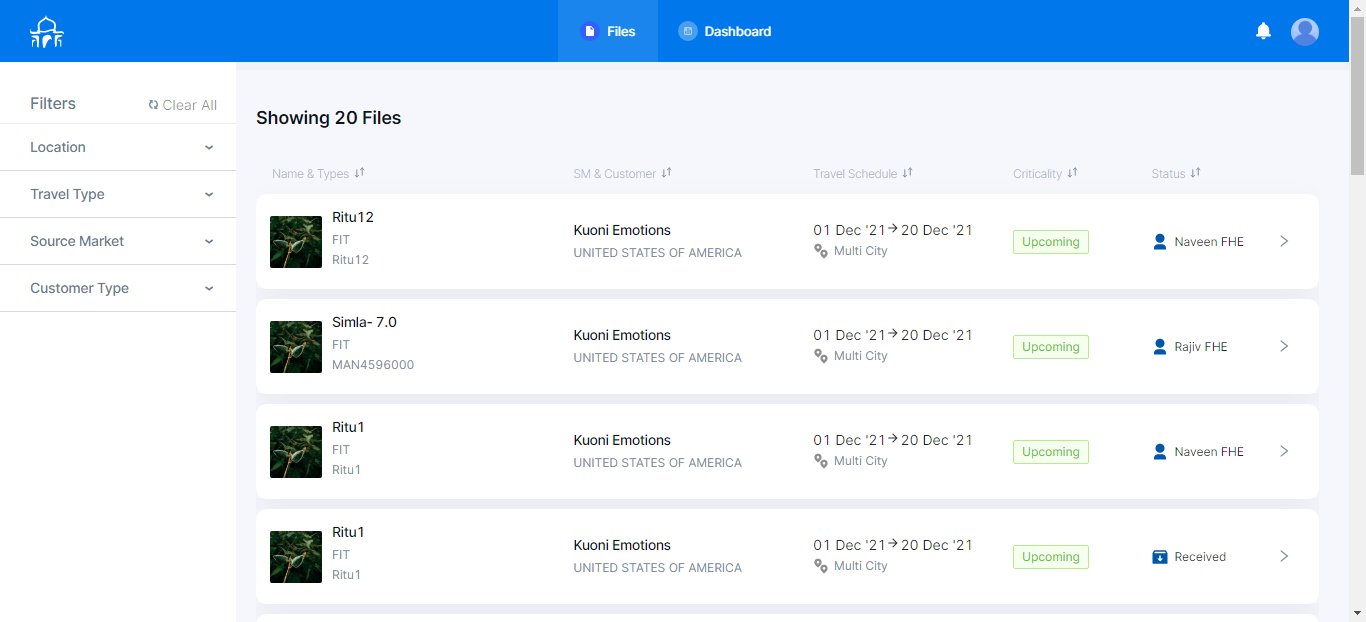 Files
Dashboard
Filters
Clear All
Location
Travel Type
Source Market
Customer Type
Showing 20 Files
Name & Types
SM & Customer
Travel Schedule
Criticality
Status
Ritu12
FIT
Ritu12
Kuoni Emotions
UNITED STATES OF AMERICA
01 Dec '21 → 20 Dec '21
Multi City
Upcoming
Naveen FHE
Simla- 7.0
FIT
MAN4596000
Kuoni Emotions
UNITED STATES OF AMERICA
01 Dec '21 → 20 Dec '21
Multi City
Upcoming
Rajiv FHE
Ritu1
FIT
Ritu1
Kuoni Emotions
UNITED STATES OF AMERICA
01 Dec '21 → 20 Dec '21
Multi City
Upcoming
Naveen FHE
Ritu1
FIT
Ritu1
Kuoni Emotions
UNITED STATES OF AMERICA
01 Dec '21 → 20 Dec '21
Multi City
Upcoming
Received